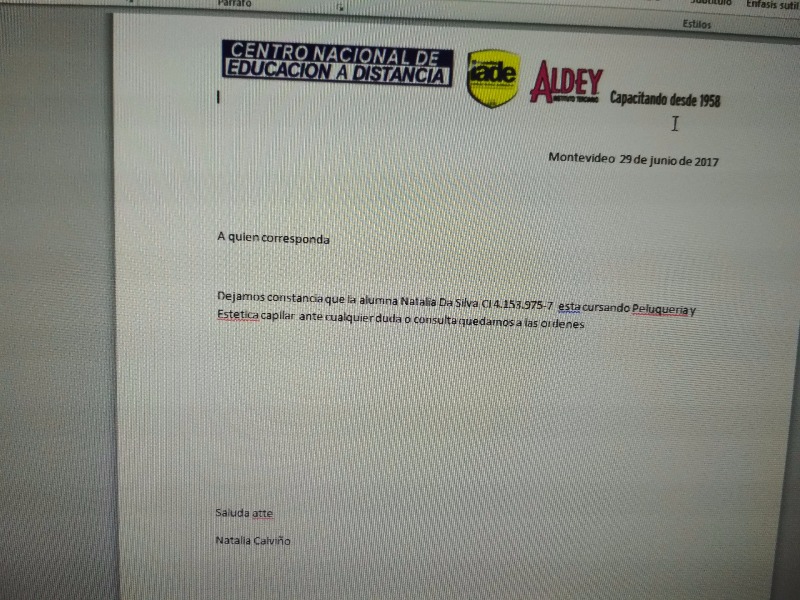 Párrafo
Subtítulo
Énfasis sutil
Estilos
CENTRO NACIONAL DE
EDUCACIÓN A DISTANCIA
iade
ALDEY
INSTITUTO TÉCNICO
Capacitando desde 1958
Montevideo 29 de junio de 2017
A quien corresponda
Dejamos constancia que la alumna Natalia Da Silva CI 4.153.975-7 esta cursando Peluqueria y
Estetica capilar ante cualquier duda o consulta quedamos a las ordenes
Saluda atte
Natalia Calviño